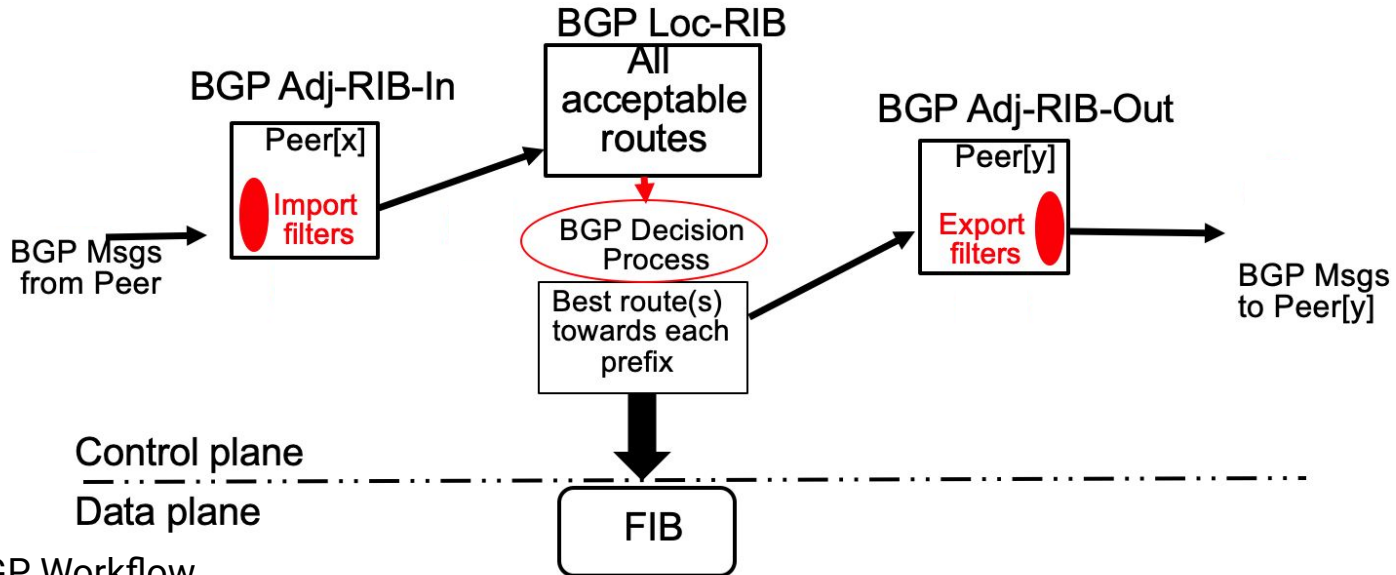 BGP Loc-RIB
All
acceptable
routes
BGP Adj-RIB-In
Peer[x]
Import
filters
BGP Msgs
from Peer
BGP Decision
Process
Best route(s)
towards each
prefix
BGP Adj-RIB-Out
Peer[y]
Export
filters
BGP Msgs
to Peer[y]
Control plane
Data plane
FIB
GP Workflow